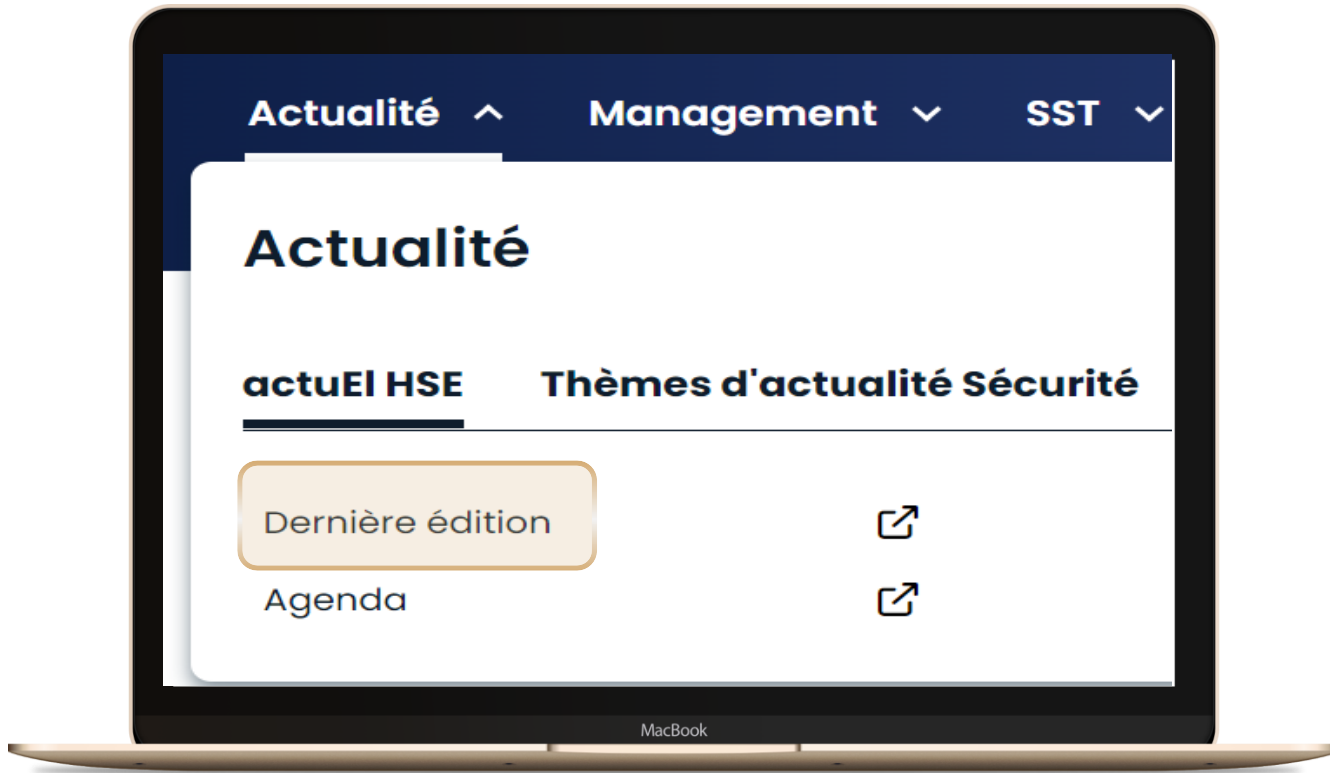 Actualité Management SST
Actualité
actuEl HSE Thèmes d'actualité Sécurité
Dernière édition
Agenda
MacBook